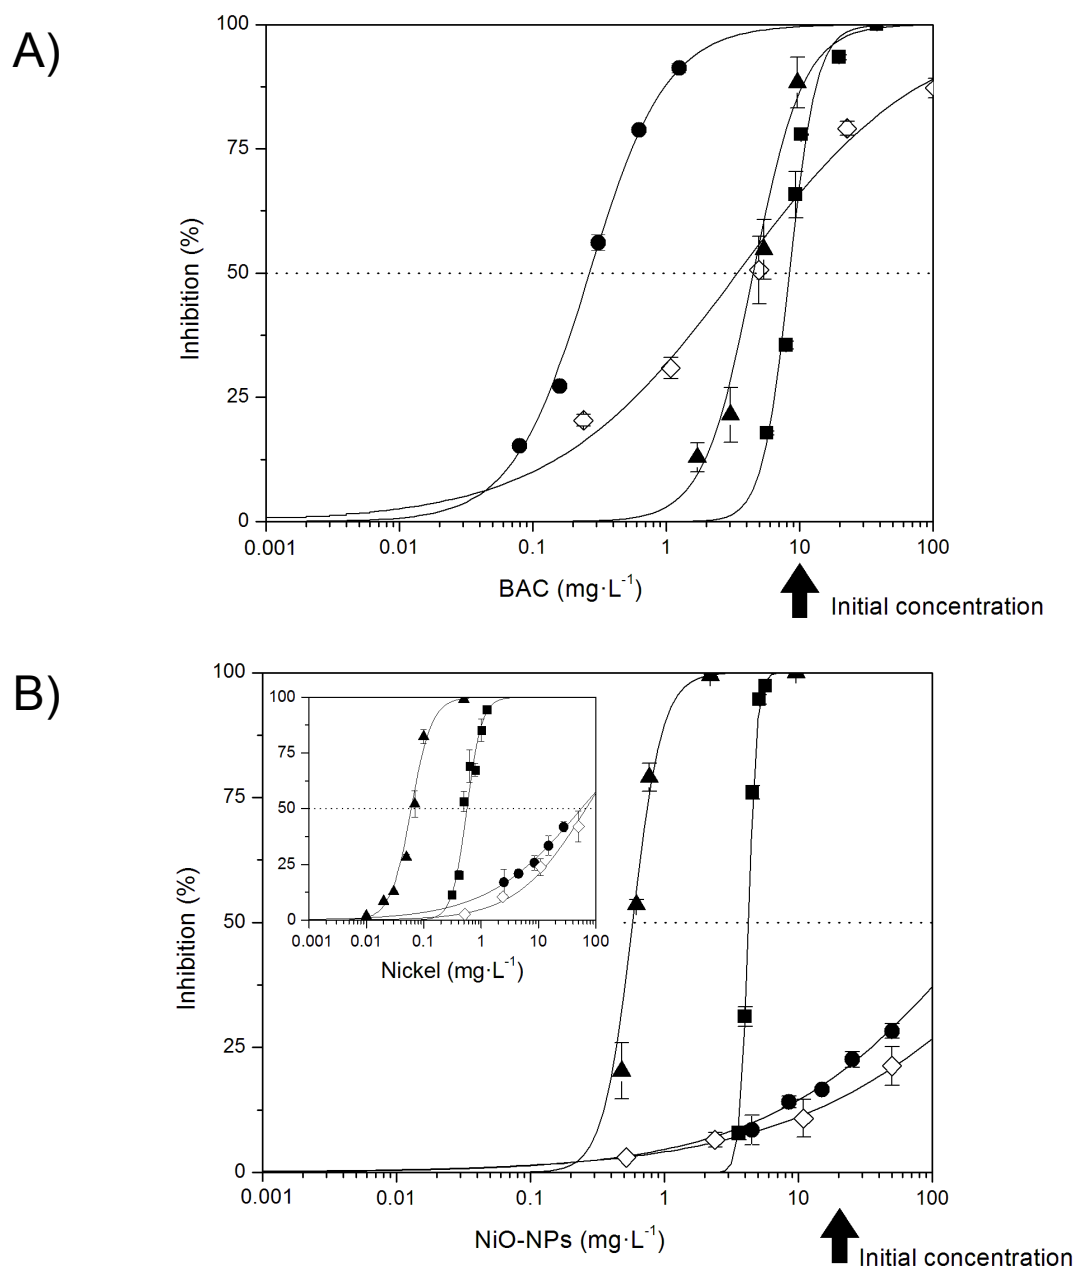 A)
100
75
50
25
0
Inhibition (%)
0.001 0.01 0.1 1 10 100
BAC (mg·L-1)
Initial concentration
B)
100
75
50
25
0
Inhibition (%)
100
75
50
25
0
0.001 0.01 0.1 1 10 100
Nickel (mg·L-1)
0.001 0.01 0.1 1 10 100
NiO-NPs (mg·L-1)
Initial concentration